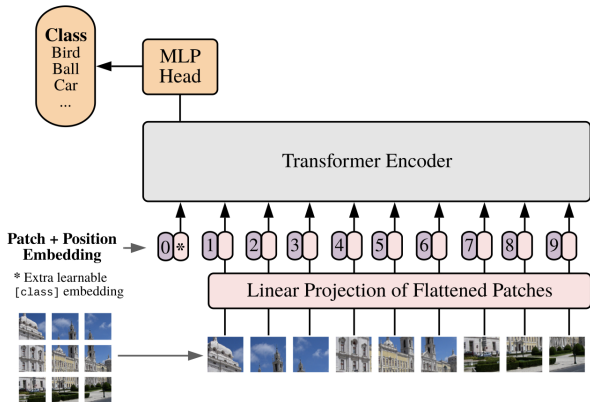 Class
Bird
Ball
Car
...
MLP
Head
Transformer Encoder
Patch + Position
Embedding
0 * 1 2 3 4 5 6 7 8 9
* Extra learnable
[class] embedding
Linear Projection of Flattened Patches